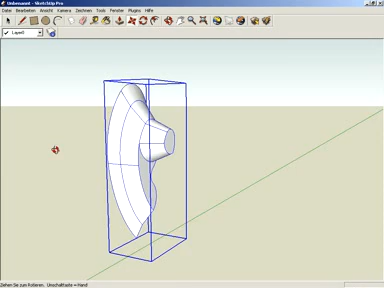 Unbenannt - SketchUp Pro
Datei Bearbeiten Ansicht Kamera Zeichnen Tools Fenster Plugins Hilfe
Layer0
Ziehen Sie zum Rotieren. Umschalttaste = Hand